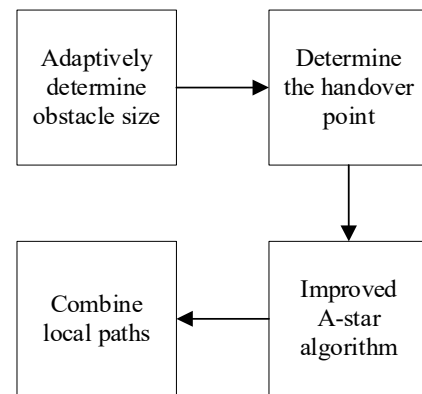 Adaptively
determine
obstacle size
Determine
the handover
point
Improved
A-star
algorithm
Combine
local paths